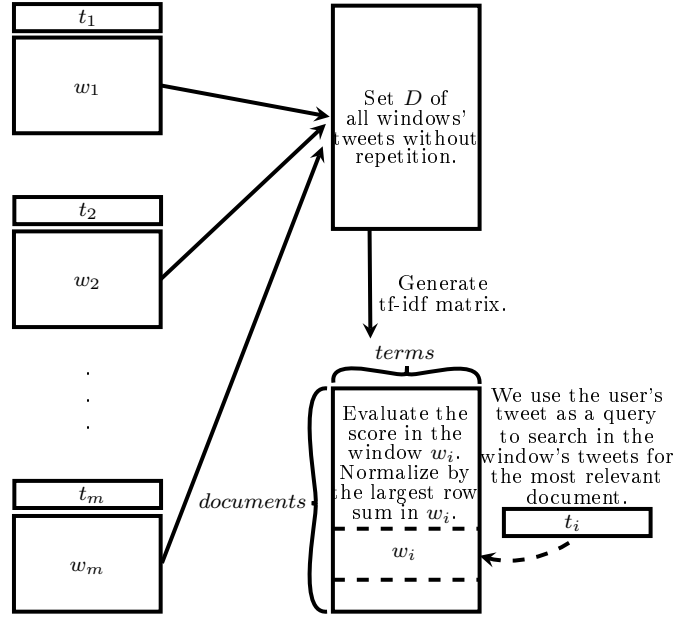 t₁
w₁
t₂
w₂
.
.
.
tₘ
wₘ
Set D of
all windows'
tweets without
repetition.
Generate
tf-idf matrix.
terms
documents
Evaluate the
score in the
window wᵢ.
Normalize by
the largest row
sum in wᵢ.
wᵢ
We use the user's
tweet as a query
to search in the
window's tweets for
the most relevant
document.
tᵢ